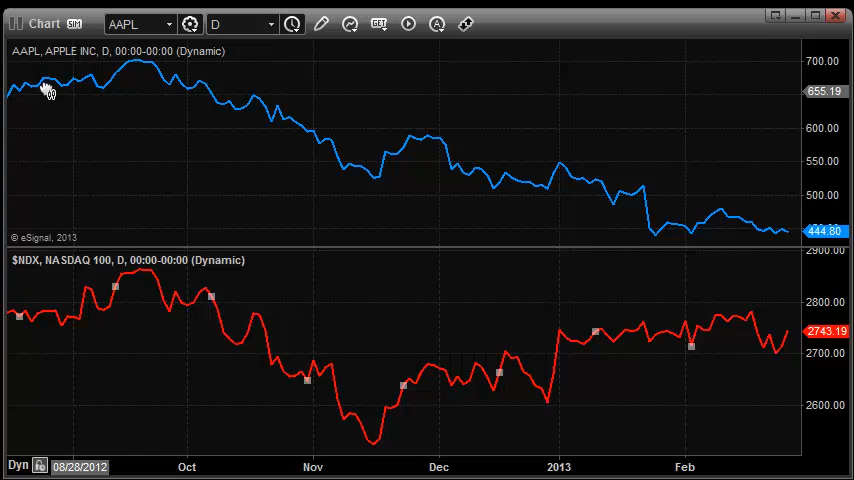 Chart SIM AAPL D GET A
AAPL, APPLE INC, D, 00:00-00:00 (Dynamic)
700.00
655.19
600.00
550.00
500.00
444.80
© eSignal, 2013
2900.00
$NDX, NASDAQ 100, D, 00:00-00:00 (Dynamic)
2800.00
2743.19
2700.00
2600.00
Dyn 08/28/2012 Oct Nov Dec 2013 Feb